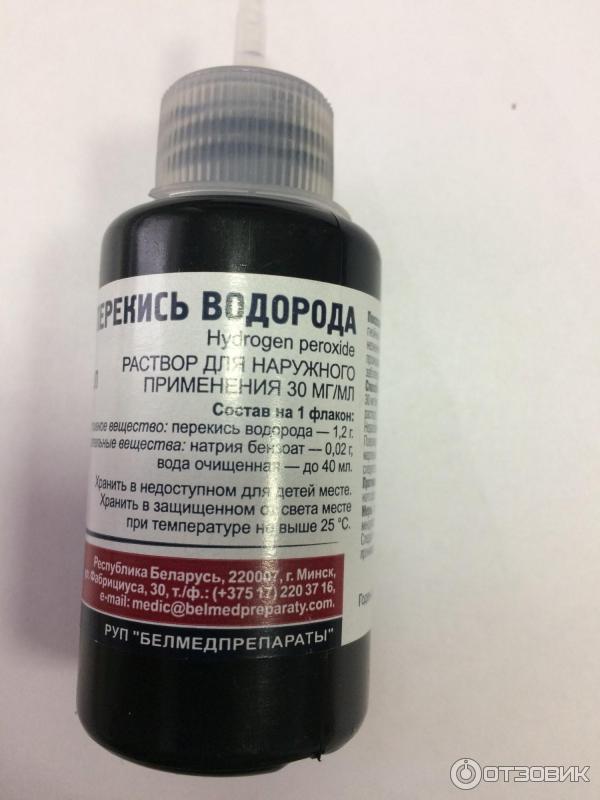 ПЕРЕКИСЬ ВОДОРОДА
Hydrogen peroxide
РАСТВОР ДЛЯ НАРУЖНОГО
ПРИМЕНЕНИЯ 30 МГ/МЛ
Состав на 1 флакон:
вещество: перекись водорода — 1,2 г.
вещества: натрия бензоат — 0,02 г,
вода очищенная — до 40 мл.
Хранить в недоступном для детей месте.
Хранить в защищенном от света месте
при температуре не выше 25 °С.
Республика Беларусь, 220007, г. Минск,
ул. Фабрициуса, 30, т./ф.: (+375 17) 220 37 16,
e-mail: medic@belmedpreparaty.com.
РУП "БЕЛМЕДПРЕПАРАТЫ"
ОТЗОВИК